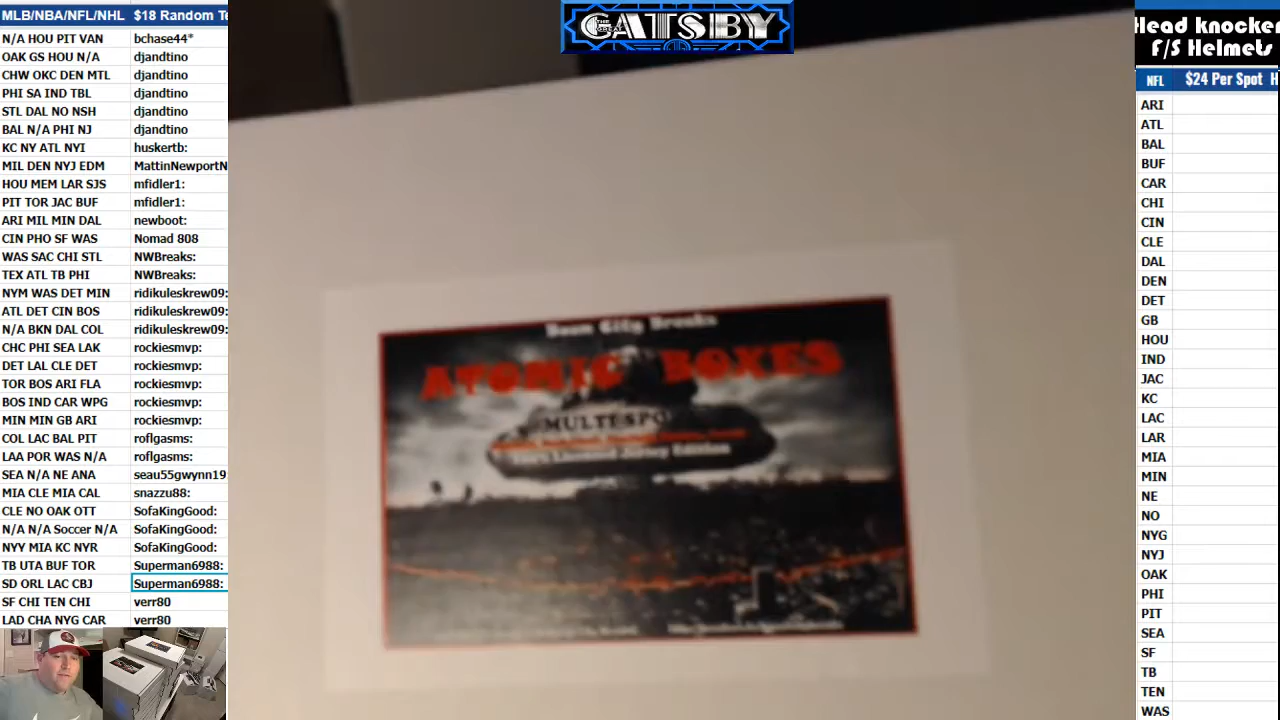 MLB/NBA/NFL/NHL $18 Random Te
N/A HOU PIT VAN bchase44*
OAK GS HOU N/A djandtino
CHW OKC DEN MTL djandtino
PHI SA IND TBL djandtino
STL DAL NO NSH djandtino
BAL N/A PHI NJ djandtino
KC NY ATL NYI huskertb:
MIL DEN NYJ EDM MattinNewportN
HOU MEM LAR SJS mfidler1:
PIT TOR JAC BUF mfidler1:
ARI MIL MIN DAL newboot:
CIN PHO SF WAS Nomad 808
WAS SAC CHI STL NWBreaks:
TEX ATL TB PHI NWBreaks:
NYM WAS DET MIN ridikuleskrew09:
ATL DET CIN BOS ridikuleskrew09:
N/A BKN DAL COL ridikuleskrew09:
CHC PHI SEA LAK rockiesmvp:
DET LAL CLE DET rockiesmvp:
TOR BOS ARI FLA rockiesmvp:
BOS IND CAR WPG rockiesmvp:
MIN MIN GB ARI rockiesmvp:
COL LAC BAL PIT roflgasms:
LAA POR WAS N/A roflgasms:
SEA N/A NE ANA seau55gwynn19
MIA CLE MIA CAL snazzu88:
CLE NO OAK OTT SofaKingGood:
N/A N/A Soccer N/A SofaKingGood:
NYY MIA KC NYR SofaKingGood:
TB UTA BUF TOR Superman6988:
SD ORL LAC CBJ Superman6988:
SF CHI TEN CHI verr80
LAD CHA NYG CAR verr80
THE GREAT
GATSBY
City Breaks
ATOMIC BOXES
MULTESPO
Jersey Edition
Head knocker
F/S Helmets
NFL $24 Per Spot H
ARI
ATL
BAL
BUF
CAR
CHI
CIN
CLE
DAL
DEN
DET
GB
HOU
IND
JAC
KC
LAC
LAR
MIA
MIN
NE
NO
NYG
NYJ
OAK
PHI
PIT
SEA
SF
TB
TEN
WAS